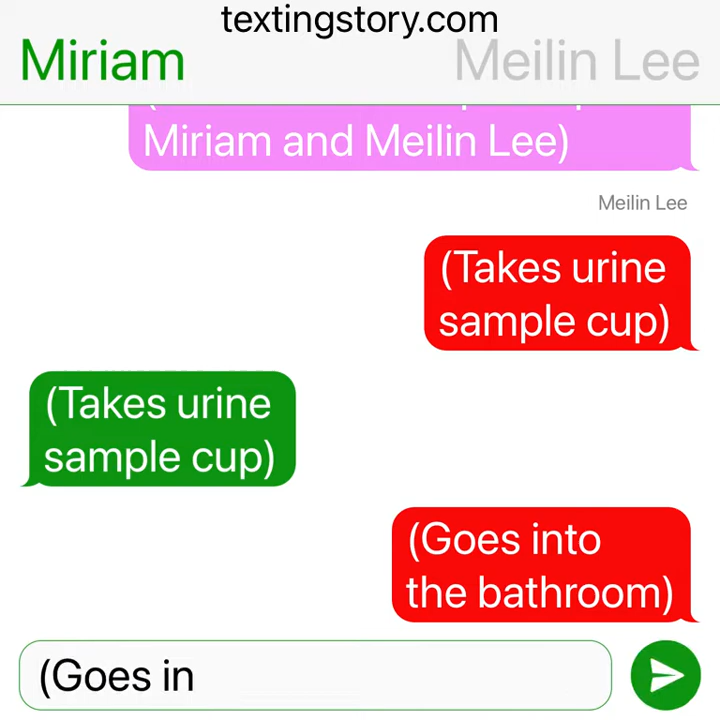 textingstory.com
Miriam
Meilin Lee
Miriam and Meilin Lee)
Meilin Lee
(Takes urine
sample cup)
(Takes urine
sample cup)
(Goes into
the bathroom)
(Goes in